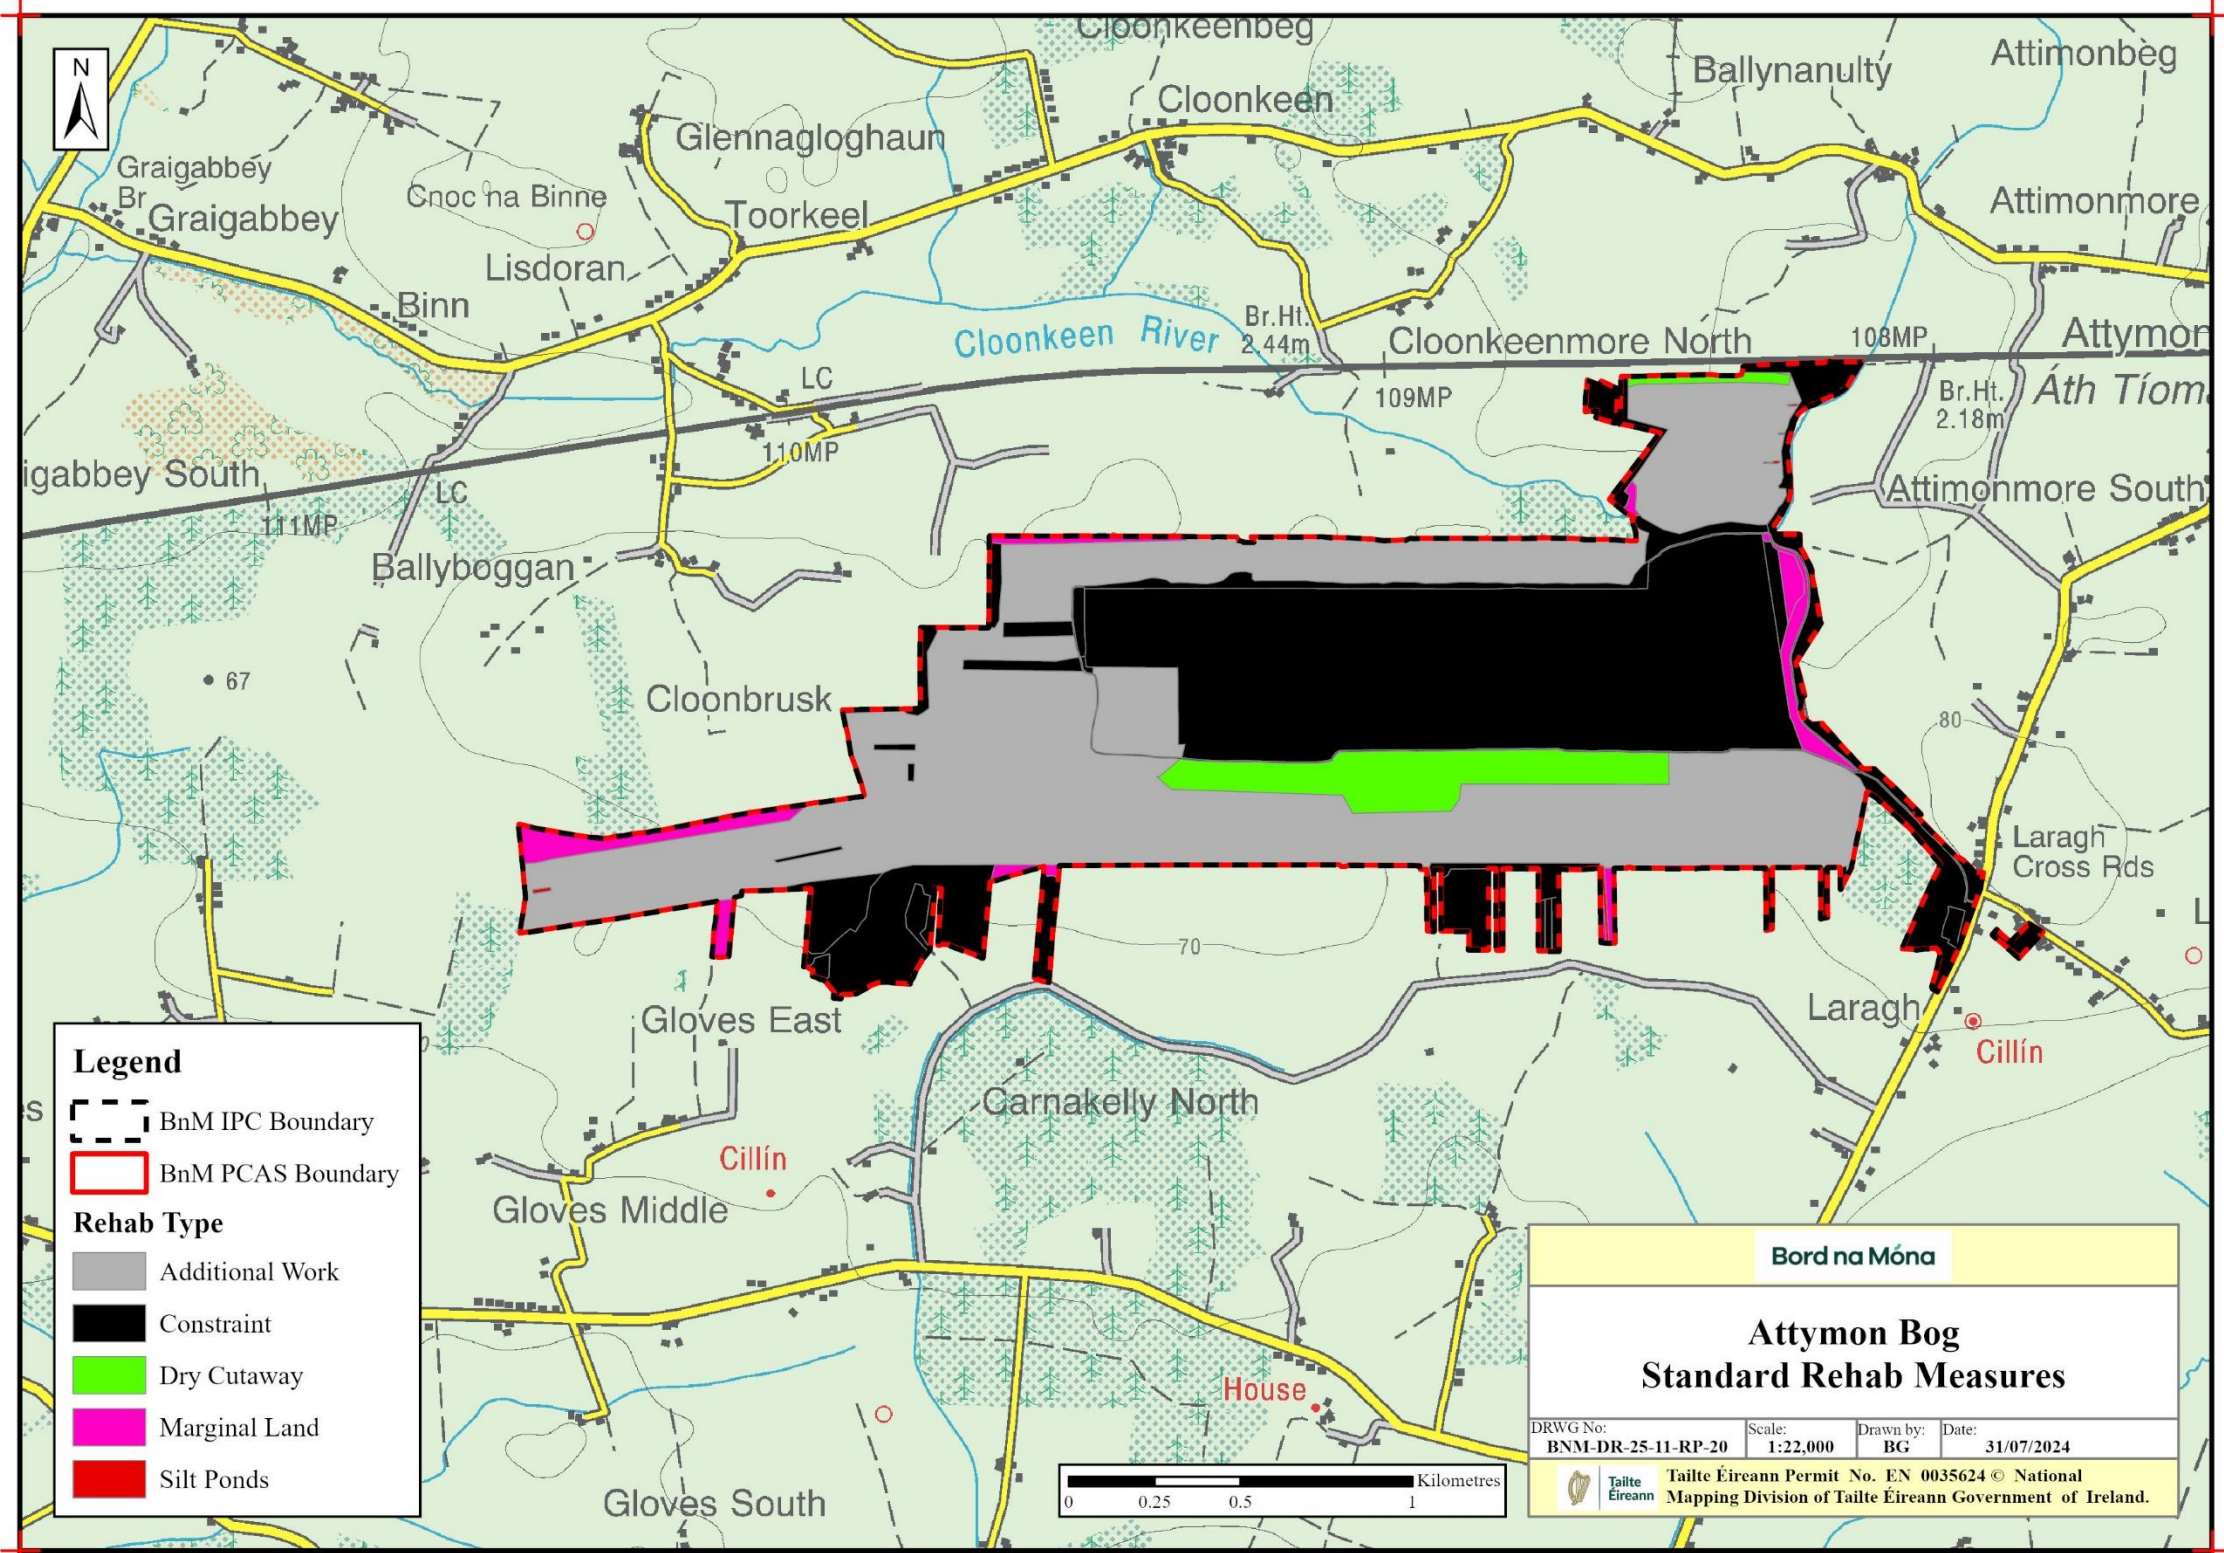 Cloonkeenbeg
Attimonbeg
Ballynanulty
N
Cloonkeen
Glennagloghaun
Graigabbey
Br
Cnoc na Binne
Attimonmore
Graigabbey
Toorkeel
Lisdoran
Binn
Cloonkeen River
Br.Ht.
2.44m
Cloonkeenmore North
108MP
Attymon
LC
109MP
Br.Ht.
2.18m
Áth Tíom
110MP
igabbey South
LC
111MP
Attimonmore South
Ballyboggan
67
Cloonbrusk
80
Laragh
Cross Rds
L
70
Gloves East
Laragh
Cillín
Carnakelly North
Cillín
Gloves Middle
House
Gloves South
Legend
BnM IPC Boundary
BnM PCAS Boundary
Rehab Type
Additional Work
Constraint
Dry Cutaway
Marginal Land
Silt Ponds
Kilometres
0 0.25 0.5 1
Bord na Móna
Attymon Bog
Standard Rehab Measures
DRWG No: Scale: Drawn by: Date:
BNM-DR-25-11-RP-20 1:22,000 BG 31/07/2024
Tailte
Éireann
Tailte Éireann Permit No. EN 0035624 © National
Mapping Division of Tailte Éireann Government of Ireland.